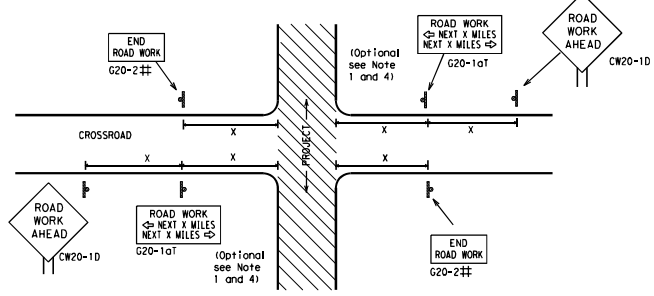 END
ROAD WORK
G20-2⌗
(Optional
see Note
1 and 4)
ROAD WORK
⇦ NEXT X MILES
NEXT X MILES ⇨
G20-1aT
ROAD
WORK
AHEAD
CW20-1D
CROSSROAD
X
X
X
PROJECT
X
X
X
ROAD
WORK
AHEAD
CW20-1D
ROAD WORK
⇦ NEXT X MILES
NEXT X MILES ⇨
G20-1aT
(Optional
see Note
1 and 4)
END
ROAD WORK
G20-2⌗